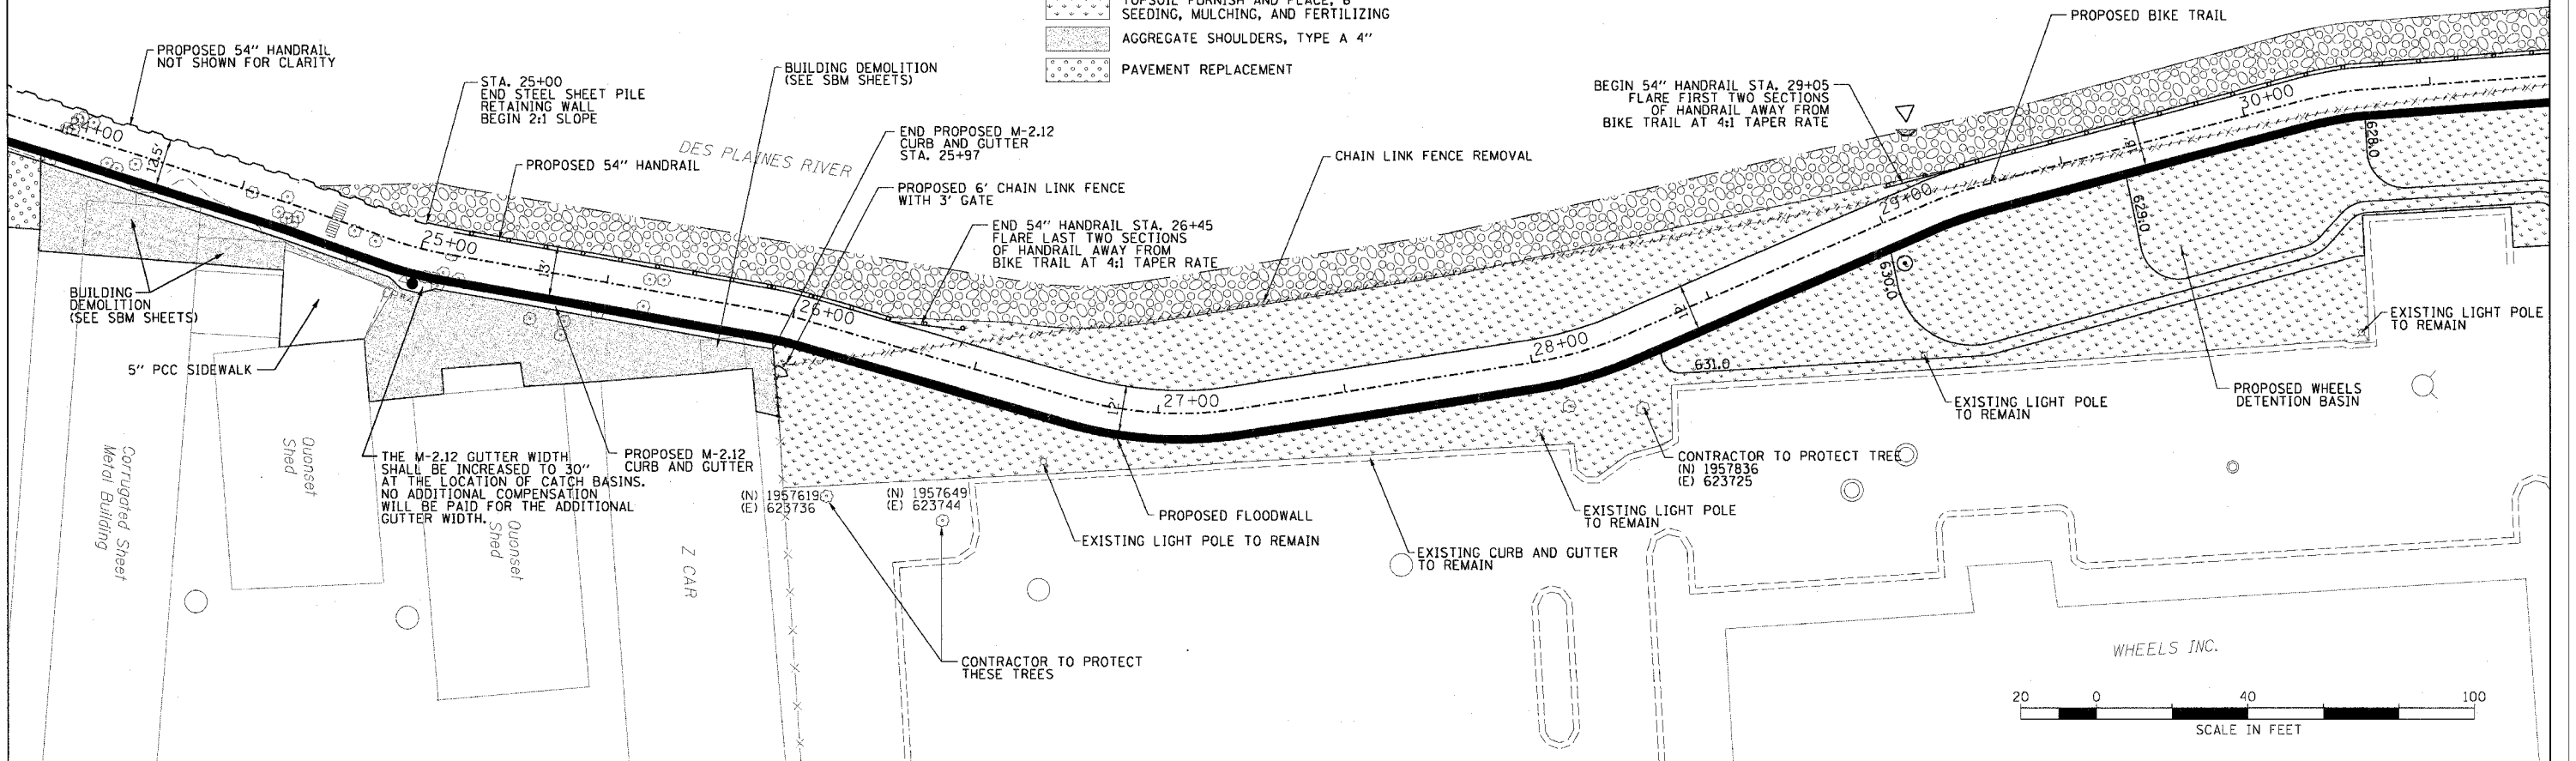 TOPSOIL FURNISH AND PLACE, 6"
SEEDING, MULCHING, AND FERTILIZING
AGGREGATE SHOULDERS, TYPE A 4"
PAVEMENT REPLACEMENT
PROPOSED BIKE TRAIL
PROPOSED 54" HANDRAIL
NOT SHOWN FOR CLARITY
STA. 25+00
END STEEL SHEET PILE
RETAINING WALL
BEGIN 2:1 SLOPE
BUILDING DEMOLITION
(SEE SBM SHEETS)
BEGIN 54" HANDRAIL STA. 29+05
FLARE FIRST TWO SECTIONS
OF HANDRAIL AWAY FROM
BIKE TRAIL AT 4:1 TAPER RATE
END PROPOSED M-2.12
CURB AND GUTTER
STA. 25+97
DES PLAINES RIVER
PROPOSED 54" HANDRAIL
CHAIN LINK FENCE REMOVAL
PROPOSED 6' CHAIN LINK FENCE
WITH 3' GATE
END 54" HANDRAIL STA. 26+45
FLARE LAST TWO SECTIONS
OF HANDRAIL AWAY FROM
BIKE TRAIL AT 4:1 TAPER RATE
24+00
12.5'
25+00
13'
26+00
12'
27+00
28+00
29+00
30+00
628.0
629.0
630.0
631.0
BUILDING
DEMOLITION
(SEE SBM SHEETS)
5" PCC SIDEWALK
EXISTING LIGHT POLE
TO REMAIN
PROPOSED WHEELS
DETENTION BASIN
EXISTING LIGHT POLE
TO REMAIN
CONTRACTOR TO PROTECT TREE
(N) 1957836
(E) 623725
THE M-2.12 GUTTER WIDTH
SHALL BE INCREASED TO 30"
AT THE LOCATION OF CATCH BASINS.
NO ADDITIONAL COMPENSATION
WILL BE PAID FOR THE ADDITIONAL
GUTTER WIDTH.
PROPOSED M-2.12
CURB AND GUTTER
(N) 1957619
(E) 623736
(N) 1957649
(E) 623744
PROPOSED FLOODWALL
EXISTING LIGHT POLE TO REMAIN
EXISTING LIGHT POLE
TO REMAIN
EXISTING CURB AND GUTTER
TO REMAIN
Corrugated Sheet
Metal Building
Quonset
Shed
Quonset
Shed
Z CAR
CONTRACTOR TO PROTECT
THESE TREES
WHEELS INC.
20 0 40 100
SCALE IN FEET